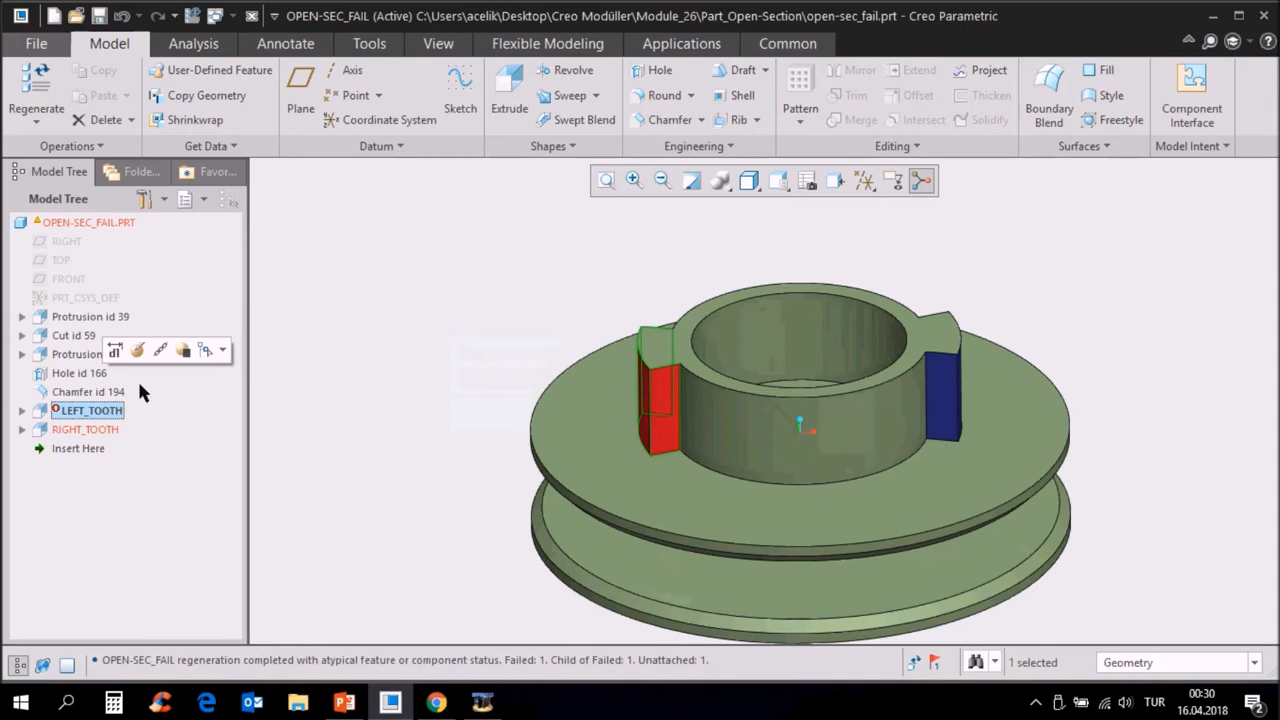 OPEN-SEC_FAIL (Active) C:\Users\acelik\Desktop\Creo Modüller\Module_26\Part_Open-Section\open-sec_fail.prt - Creo Parametric
File Model Analysis Annotate Tools View Flexible Modeling Applications Common
Regenerate
Copy
Paste
Delete
Operations
User-Defined Feature
Copy Geometry
Shrinkwrap
Get Data
Plane
Axis
Point
Coordinate System
Sketch
Datum
Extrude
Revolve
Sweep
Swept Blend
Shapes
Hole
Round
Chamfer
Draft
Shell
Rib
Engineering
Pattern
Mirror
Trim
Merge
Extend
Offset
Intersect
Project
Thicken
Solidify
Editing
Boundary
Blend
Fill
Style
Freestyle
Surfaces
Component
Interface
Model Intent
Model Tree Folde... Favor...
Model Tree
OPEN-SEC_FAIL.PRT
RIGHT
TOP
FRONT
PRT_CSYS_DEF
Protrusion id 39
Cut id 59
Protrusion
Hole id 166
Chamfer id 194
LEFT_TOOTH
RIGHT_TOOTH
Insert Here
• OPEN-SEC_FAIL regeneration completed with atypical feature or component status. Failed: 1. Child of Failed: 1. Unattached: 1.
1 selected
Geometry
TUR
00:30
16.04.2018
2